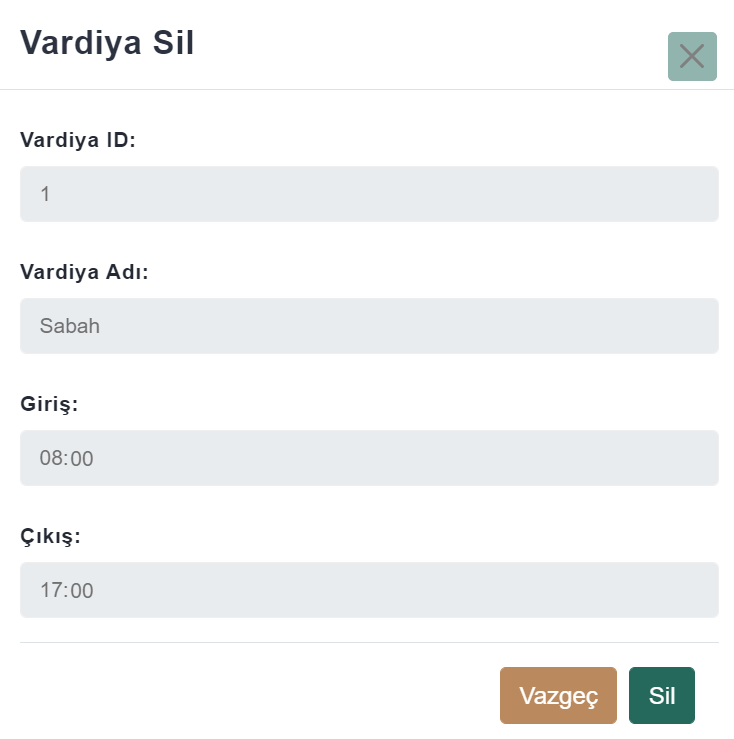 Vardiya Sil
Vardiya ID:
1
Vardiya Adı:
Sabah
Giriş:
08:00
Çıkış:
17:00
Vazgeç Sil